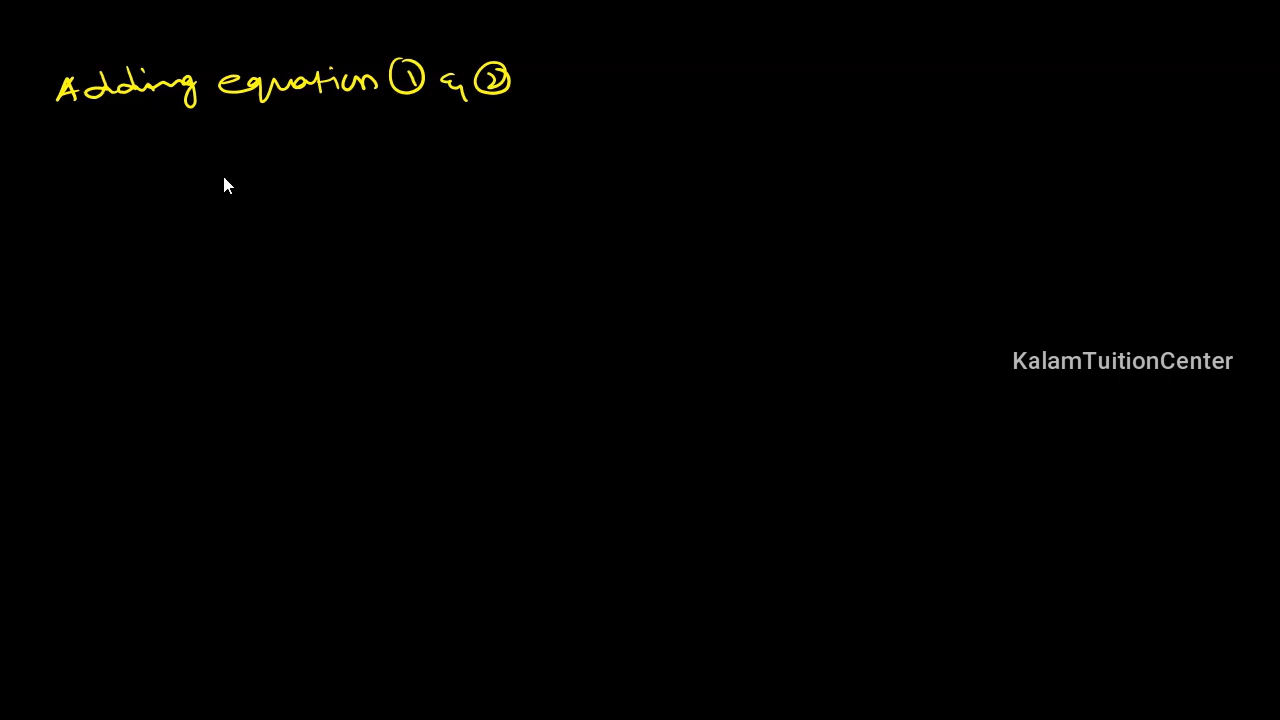 Adding equation ① & ②
KalamTuitionCenter